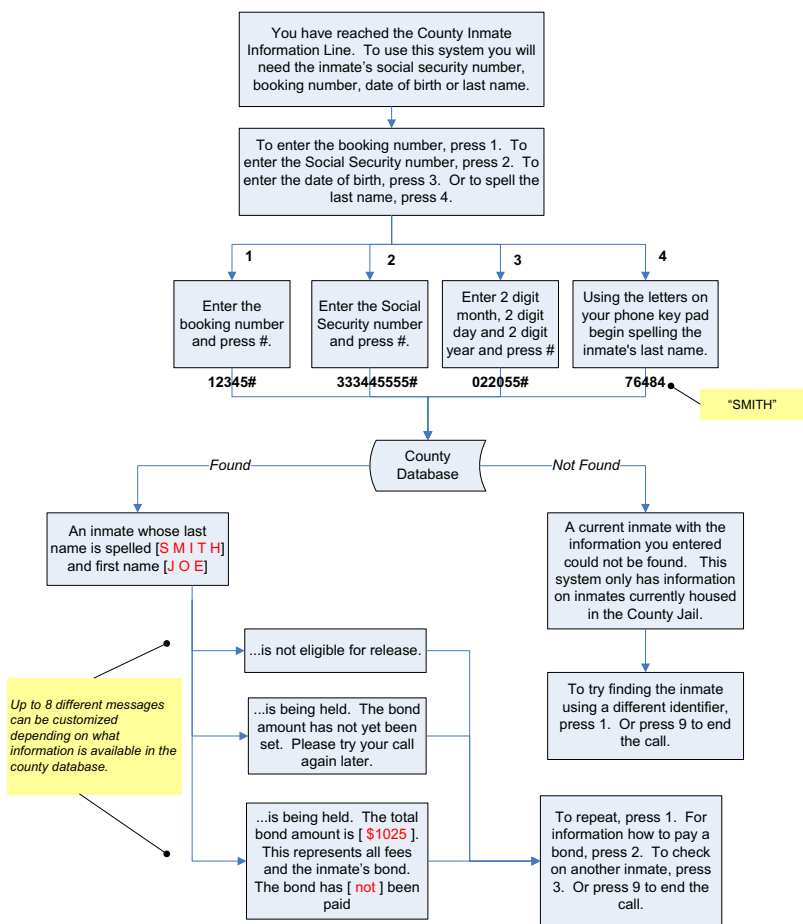 You have reached the County Inmate
Information Line.  To use this system you will
need the inmate's social security number,
booking number, date of birth or last name.
To enter the booking number, press 1.  To
enter the Social Security number, press 2.  To
enter the date of birth, press 3.  Or to spell the
last name, press 4.
1
2
3
4
Enter the
booking number
and press #.
Enter the Social
Security number
and press #.
Enter 2 digit
month, 2 digit
day and 2 digit
year and press #
Using the letters on
your phone key pad
begin spelling the
inmate's last name.
12345#
333445555#
022055#
76484
“SMITH”
County
Database
Found
Not Found
An inmate whose last
name is spelled [S M I T H]
and first name [J O E]
A current inmate with the
information you entered
could not be found.   This
system only has information
on inmates currently housed
in the County Jail.
...is not eligible for release.
To try finding the inmate
using a different identifier,
press 1.  Or press 9 to end
the call.
Up to 8 different messages
can be customized
depending on what
information is available in the
county database.
...is being held.  The bond
amount has not yet been
set.  Please try your call
again later.
...is being held.  The total
bond amount is [ $1025 ].
This represents all fees
and the inmate's bond.
The bond has [ not ] been
paid
To repeat, press 1.  For
information how to pay a
bond, press 2.  To check
on another inmate, press
3.  Or press 9 to end the
call.